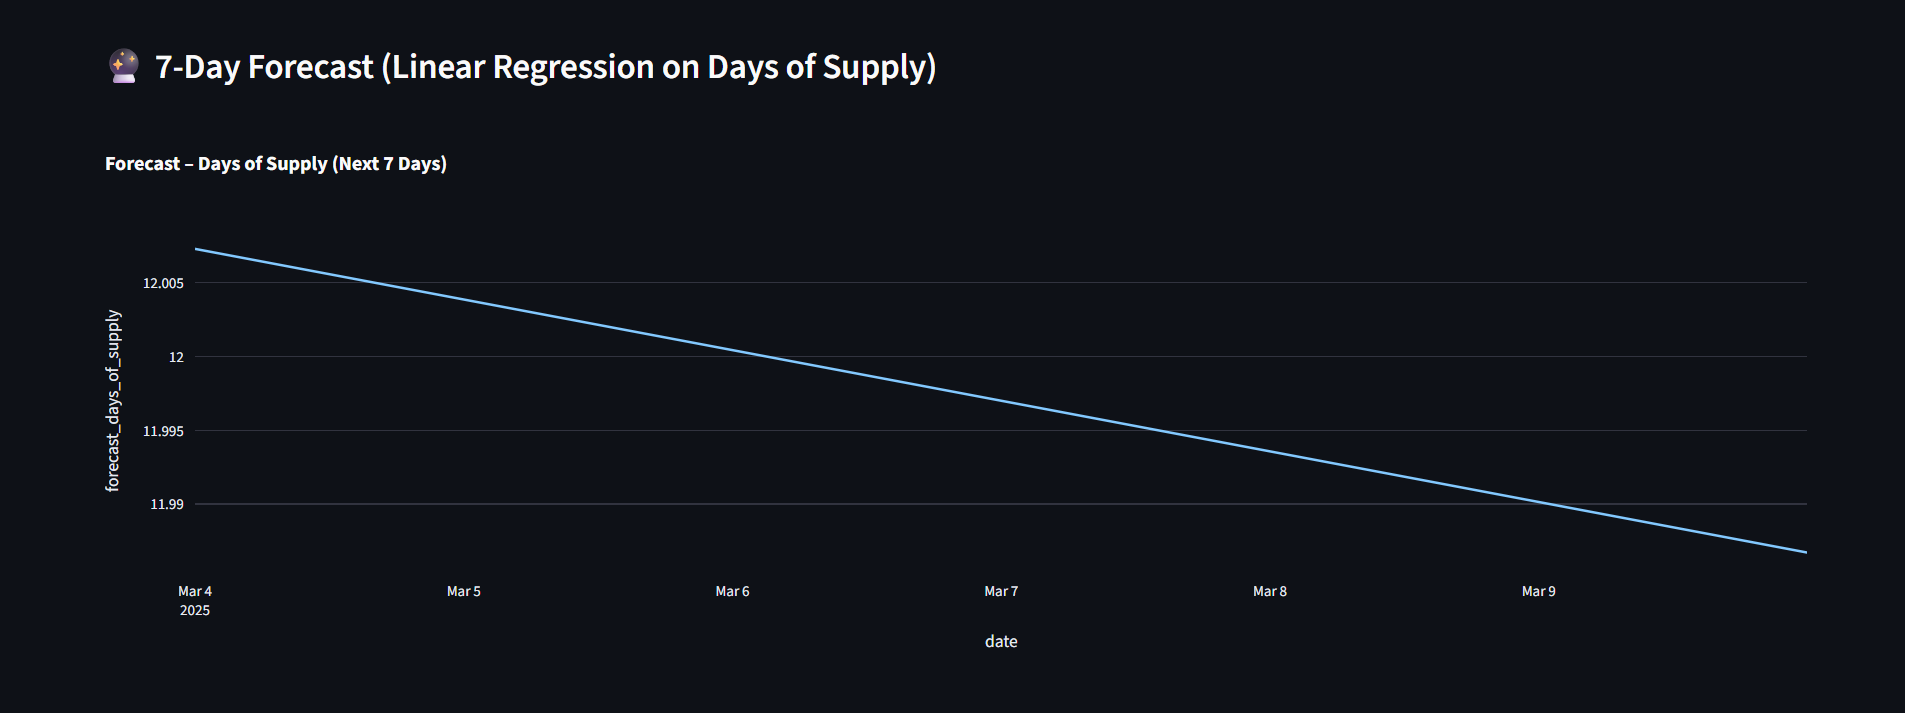 7-Day Forecast (Linear Regression on Days of Supply)
Forecast – Days of Supply (Next 7 Days)
forecast_days_of_supply
12.005
12
11.995
11.99
Mar 4
2025
Mar 5
Mar 6
Mar 7
Mar 8
Mar 9
date